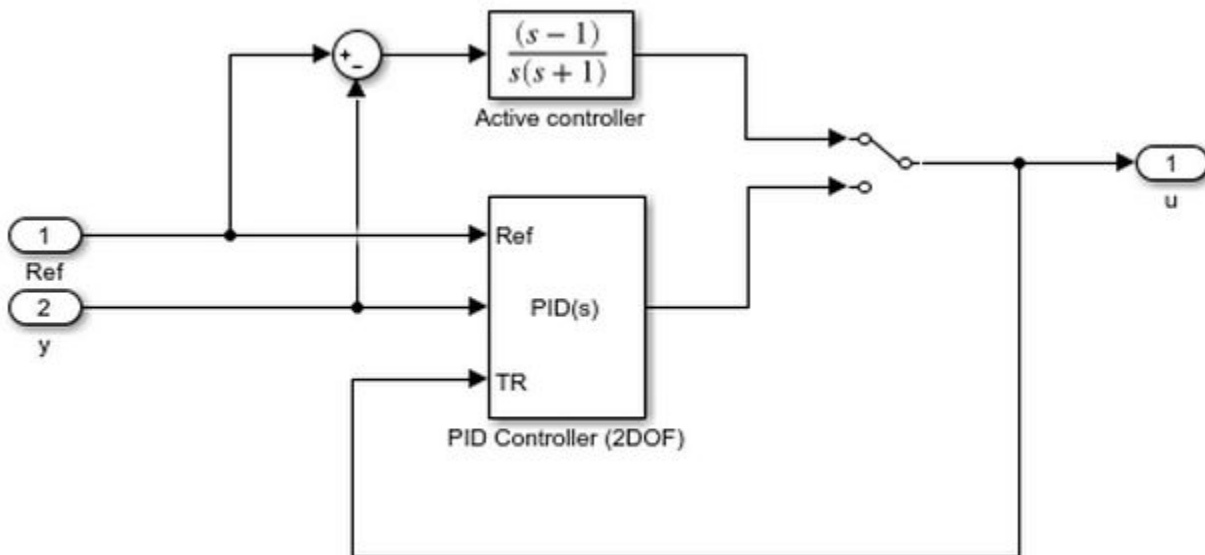 +
−
(s − 1)
s(s + 1)
Active controller
1
Ref
2
y
Ref
PID(s)
TR
PID Controller (2DOF)
1
u